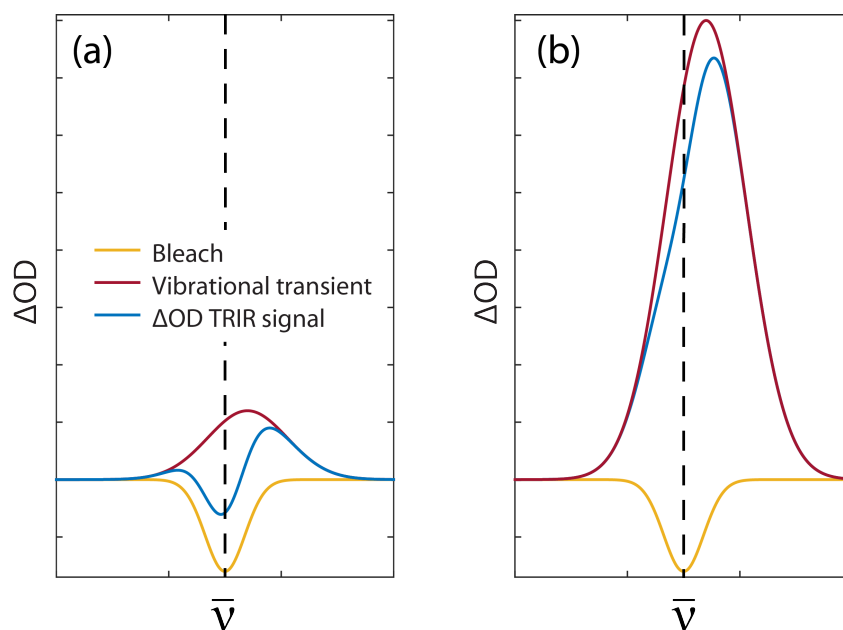 (a)
(b)
ΔOD
Bleach
Vibrational transient
ΔOD TRIR signal
ΔOD
ν̅
ν̅